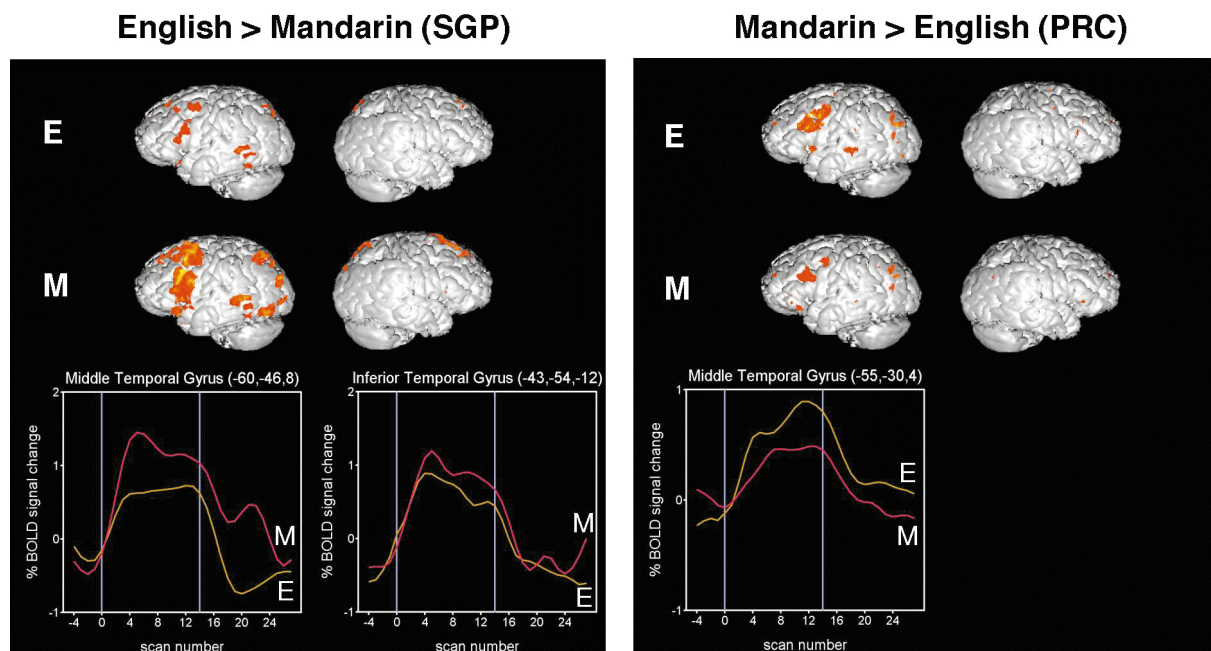 English > Mandarin (SGP)
E
M
Middle Temporal Gyrus (-60,-46,8)
2
1
0
-1
% BOLD signal change
M
E
-4 0 4 8 12 16 20 24
scan number
Inferior Temporal Gyrus (-43,-54,-12)
2
1
0
-1
% BOLD signal change
M
E
-4 0 4 8 12 16 20 24
scan number
Mandarin > English (PRC)
E
M
Middle Temporal Gyrus (-55,-30,4)
1
0
-1
% BOLD signal change
E
M
-4 0 4 8 12 16 20 24
scan number